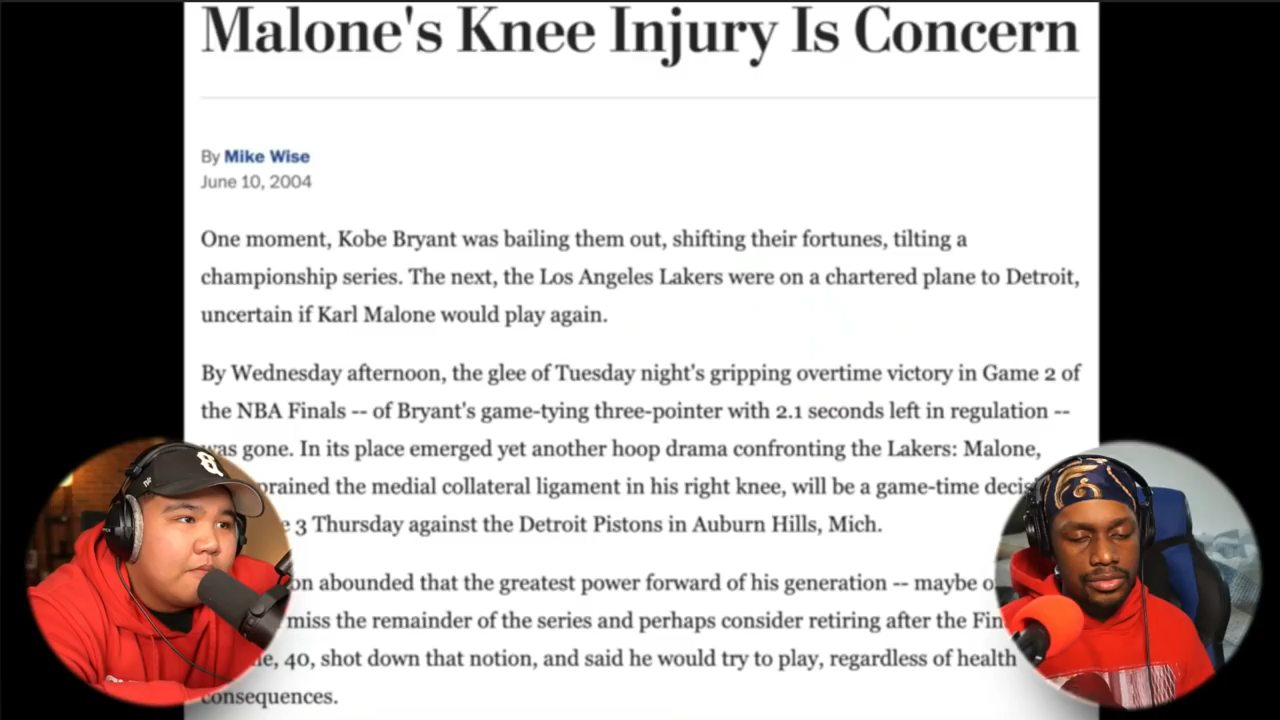 Malone's Knee Injury Is Concern
By Mike Wise
June 10, 2004
One moment, Kobe Bryant was bailing them out, shifting their fortunes, tilting a
championship series. The next, the Los Angeles Lakers were on a chartered plane to Detroit,
uncertain if Karl Malone would play again.
By Wednesday afternoon, the glee of Tuesday night's gripping overtime victory in Game 2 of
the NBA Finals -- of Bryant's game-tying three-pointer with 2.1 seconds left in regulation --
was gone. In its place emerged yet another hoop drama confronting the Lakers: Malone,
the medial collateral ligament in his right knee, will be a game-time
3 Thursday against the Detroit Pistons in Auburn Hills, Mich.
abounded that the greatest power forward of his generation -- maybe
miss the remainder of the series and perhaps consider retiring after the
40, shot down that notion, and said he would try to play, regardless of health
consequences.